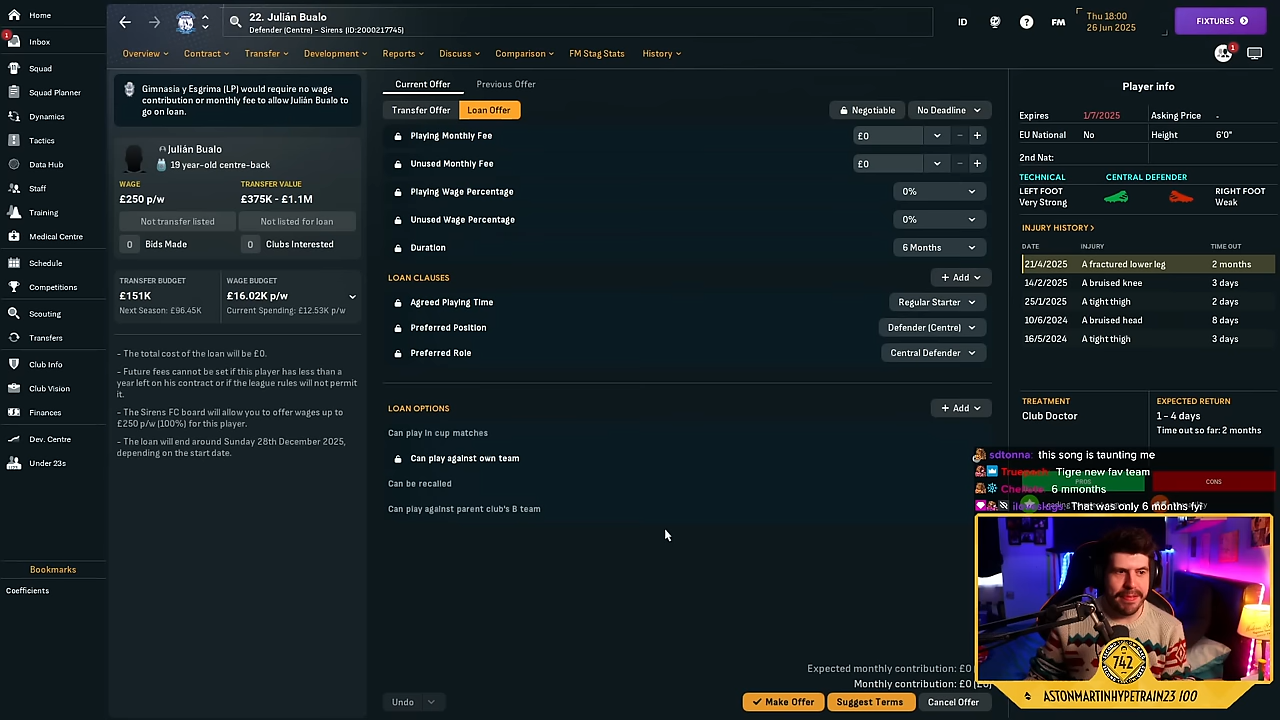 Home
1
Inbox
Squad
Squad Planner
Dynamics
Tactics
Data Hub
Staff
Training
Medical Centre
Schedule
Competitions
Scouting
Transfers
Club Info
Club Vision
Finances
Dev. Centre
Under 23s
Bookmarks
Coefficients
22. Julián Bualo
Defender (Centre) - Sirens (ID:2000217745)
ID
FM
Thu 18:00
26 Jun 2025
FIXTURES
Overview
Contract
Transfer
Development
Reports
Discuss
Comparison
FM Stag Stats
History
1
Gimnasia y Esgrima (LP) would require no wage
contribution or monthly fee to allow Julián Bualo to
go on loan.
Julián Bualo
19 year-old centre-back
WAGE
TRANSFER VALUE
£250 p/w
£375K - £1.1M
Not transfer listed
Not listed for loan
0 Bids Made
0 Clubs Interested
TRANSFER BUDGET
WAGE BUDGET
£151K
£16.02K p/w
Next Season: £96.45K
Current Spending: £12.53K p/w
- The total cost of the loan will be £0.
- Future fees cannot be set if this player has less than a
year left on his contract or if the league rules will not permit
it.
- The Sirens FC board will allow you to offer wages up to
£250 p/w (100%) for this player.
- The loan will end around Sunday 28th December 2025,
depending on the start date.
Current Offer
Previous Offer
Transfer Offer
Loan Offer
Negotiable
No Deadline
Playing Monthly Fee
£0
Unused Monthly Fee
£0
Playing Wage Percentage
0%
Unused Wage Percentage
0%
Duration
6 Months
LOAN CLAUSES
+ Add
Agreed Playing Time
Regular Starter
Preferred Position
Defender (Centre)
Preferred Role
Central Defender
LOAN OPTIONS
+ Add
Can play in cup matches
Can play against own team
Can be recalled
Can play against parent club's B team
Expected monthly contribution: £0
Monthly contribution: £0
Undo
Make Offer
Suggest Terms
Cancel Offer
Player info
Expires
1/7/2025
Asking Price
-
EU National
No
Height
6'0"
2nd Nat:
TECHNICAL
CENTRAL DEFENDER
LEFT FOOT
Very Strong
RIGHT FOOT
Weak
INJURY HISTORY >
DATE
INJURY
TIME OUT
21/4/2025
A fractured lower leg
2 months
14/2/2025
A bruised knee
3 days
25/1/2025
A tight thigh
2 days
10/6/2024
A bruised head
8 days
16/5/2024
A tight thigh
3 days
TREATMENT
Club Doctor
EXPECTED RETURN
1 - 4 days
Time out so far: 2 months
sdtonna: this song is taunting me
Tigre new fav team
PROS
CONS
6 mmonths
That was only 6 months fyi
742
ASTONMARTINHYPETRAIN23 100